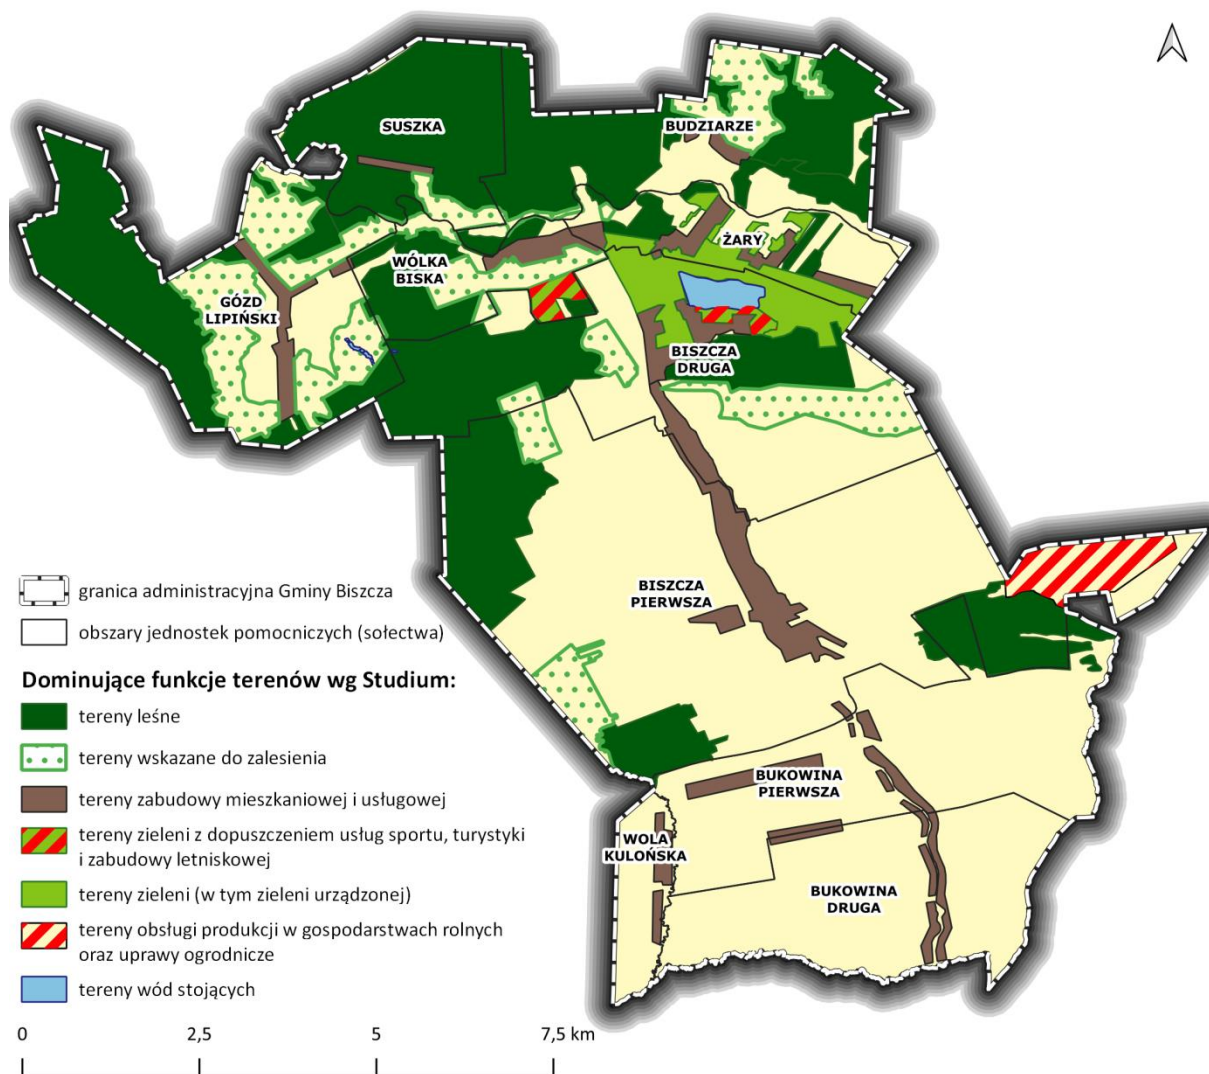 SUSZKA
BUDZIARZE
ŻARY
WÓLKA
BISKA
GÓZD
LIPIŃSKI
BISZCZA
DRUGA
BISZCZA
PIERWSZA
BUKOWINA
PIERWSZA
WOLA
KULOŃSKA
BUKOWINA
DRUGA
granica administracyjna Gminy Biszcza
obszary jednostek pomocniczych (sołectwa)
Dominujące funkcje terenów wg Studium:
tereny leśne
tereny wskazane do zalesienia
tereny zabudowy mieszkaniowej i usługowej
tereny zieleni z dopuszczeniem usług sportu, turystyki
i zabudowy letniskowej
tereny zieleni (w tym zieleni urządzonej)
tereny obsługi produkcji w gospodarstwach rolnych
oraz uprawy ogrodnicze
tereny wód stojących
0 2,5 5 7,5 km